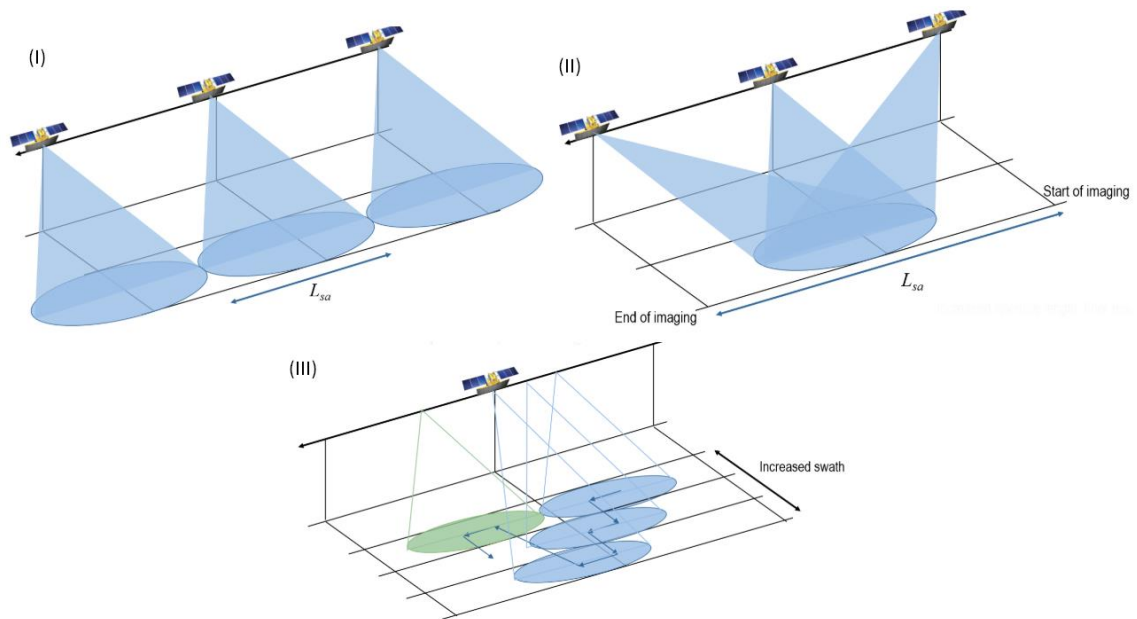 (I)
L_sa
(II)
Start of imaging
L_sa
End of imaging
(III)
Increased swath